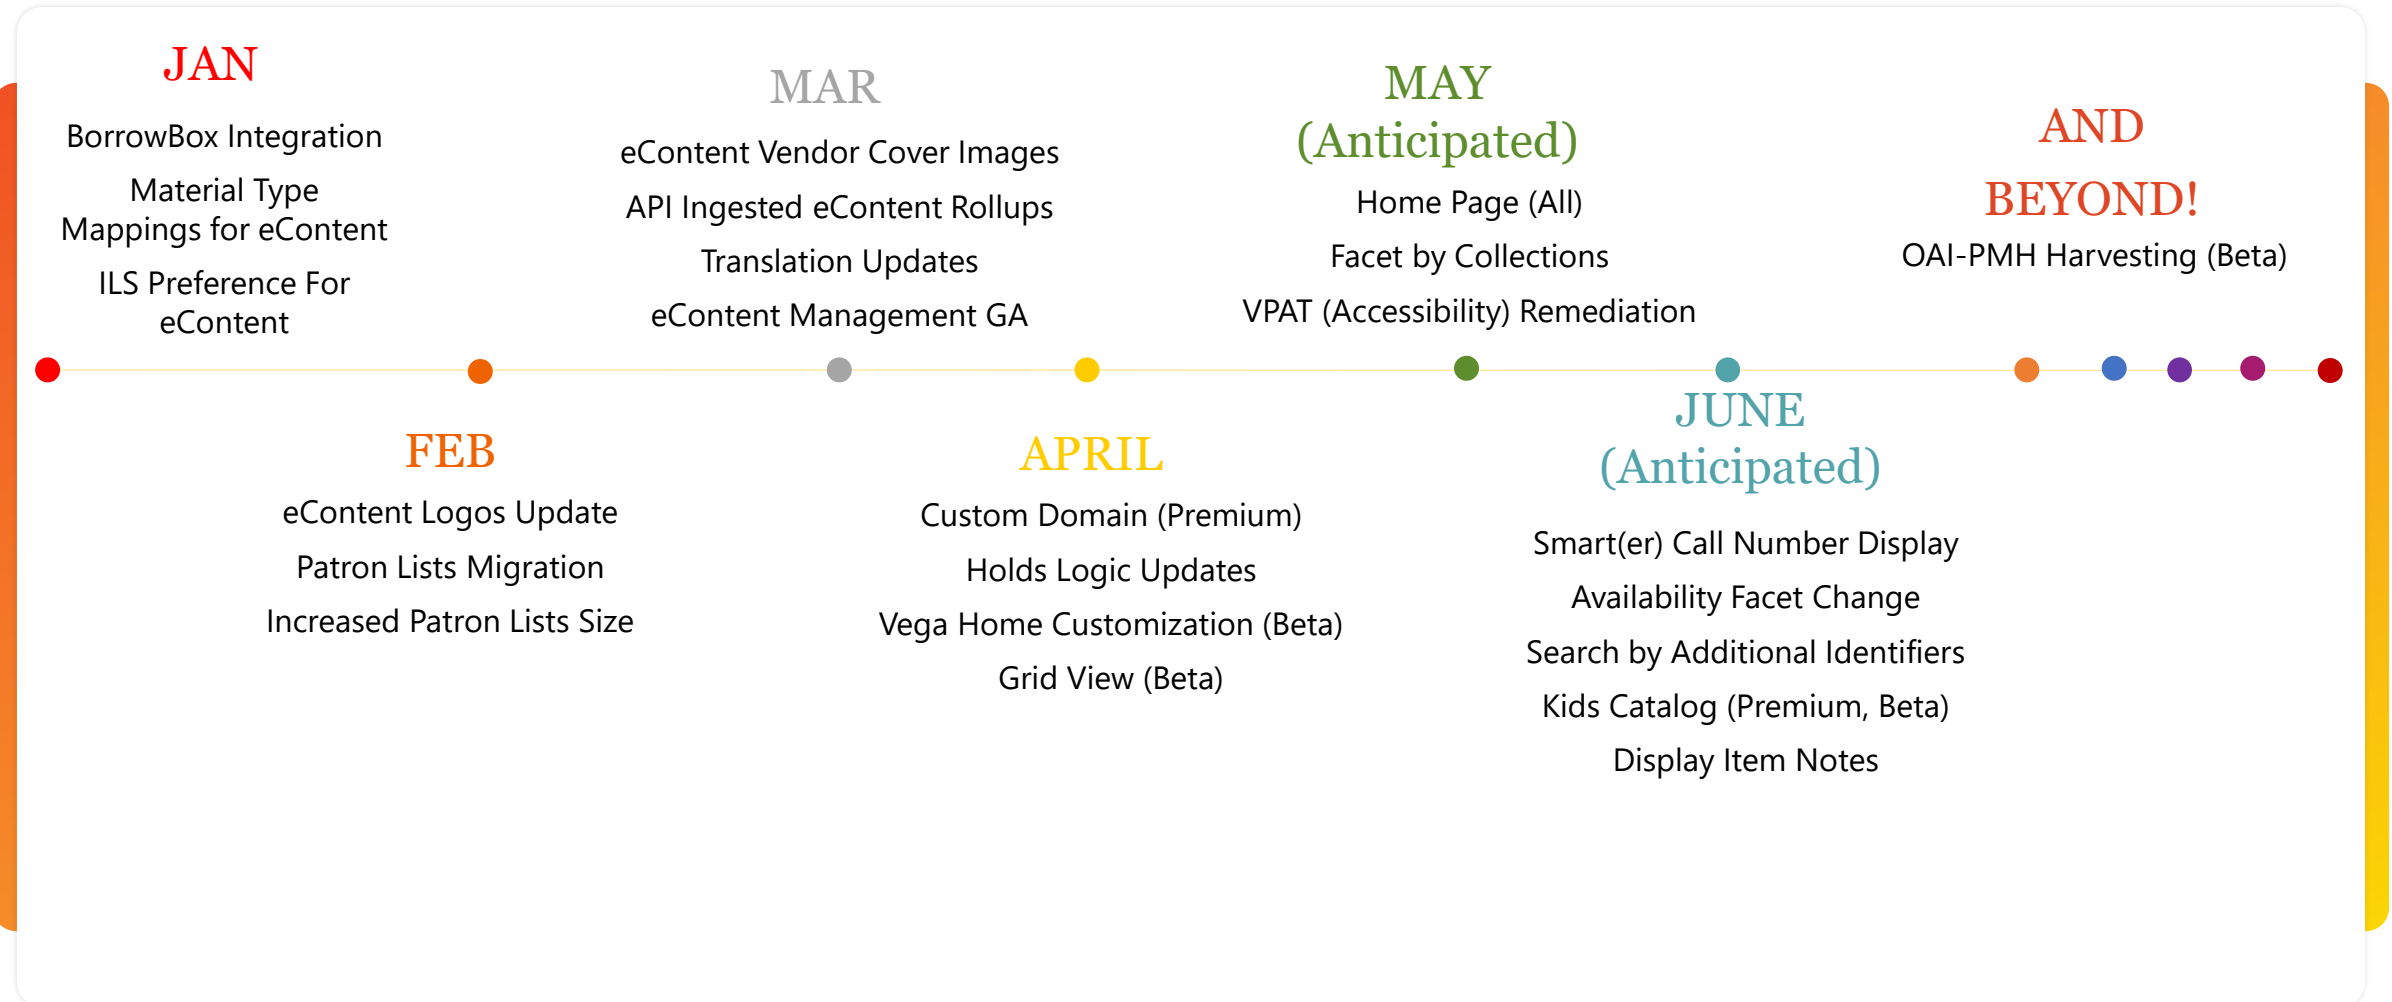 JAN
BorrowBox Integration
Material Type
Mappings for eContent
ILS Preference For
eContent
FEB
eContent Logos Update
Patron Lists Migration
Increased Patron Lists Size
MAR
eContent Vendor Cover Images
API Ingested eContent Rollups
Translation Updates
eContent Management GA
APRIL
Custom Domain (Premium)
Holds Logic Updates
Vega Home Customization (Beta)
Grid View (Beta)
MAY
(Anticipated)
Home Page (All)
Facet by Collections
VPAT (Accessibility) Remediation
JUNE
(Anticipated)
Smart(er) Call Number Display
Availability Facet Change
Search by Additional Identifiers
Kids Catalog (Premium, Beta)
Display Item Notes
AND
BEYOND!
OAI-PMH Harvesting (Beta)